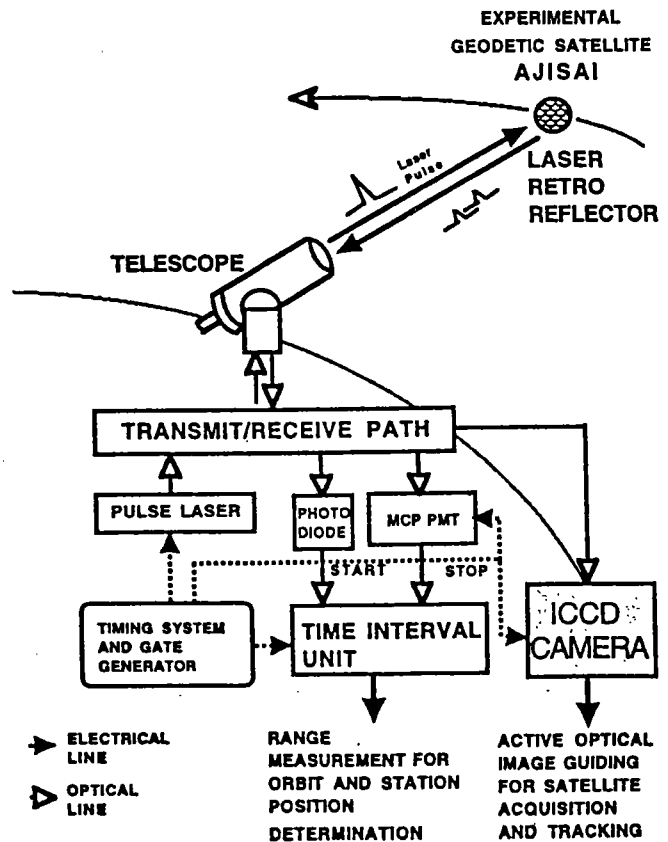 EXPERIMENTAL
GEODETIC SATELLITE
AJISAI
Laser
Pulse
LASER
RETRO
REFLECTOR
TELESCOPE
TRANSMIT/RECEIVE PATH
PULSE LASER
PHOTO
DIODE
MCP PMT
START
STOP
TIMING SYSTEM
AND GATE
GENERATOR
TIME INTERVAL
UNIT
ICCD
CAMERA
ELECTRICAL
LINE
OPTICAL
LINE
RANGE
MEASUREMENT FOR
ORBIT AND STATION
POSITION
DETERMINATION
ACTIVE OPTICAL
IMAGE GUIDING
FOR SATELLITE
ACQUISITION
AND TRACKING